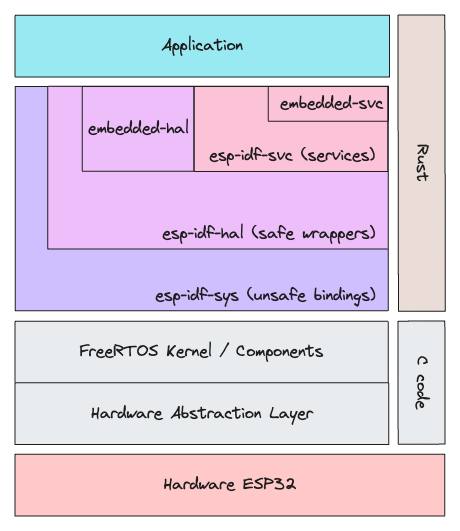 Application
embedded-svc
embedded-hal
esp-idf-svc (services)
esp-idf-hal (safe wrappers)
esp-idf-sys (unsafe bindings)
Rust
FreeRTOS Kernel / Components
Hardware Abstraction Layer
C code
Hardware ESP32